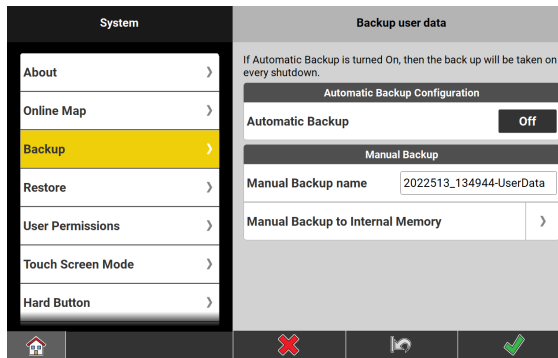 System
About
Online Map
Backup
Restore
User Permissions
Touch Screen Mode
Hard Button
Backup user data
If Automatic Backup is turned On, then the back up will be taken on
every shutdown.
Automatic Backup Configuration
Automatic Backup
Off
Manual Backup
Manual Backup name
2022513_134944-UserData
Manual Backup to Internal Memory